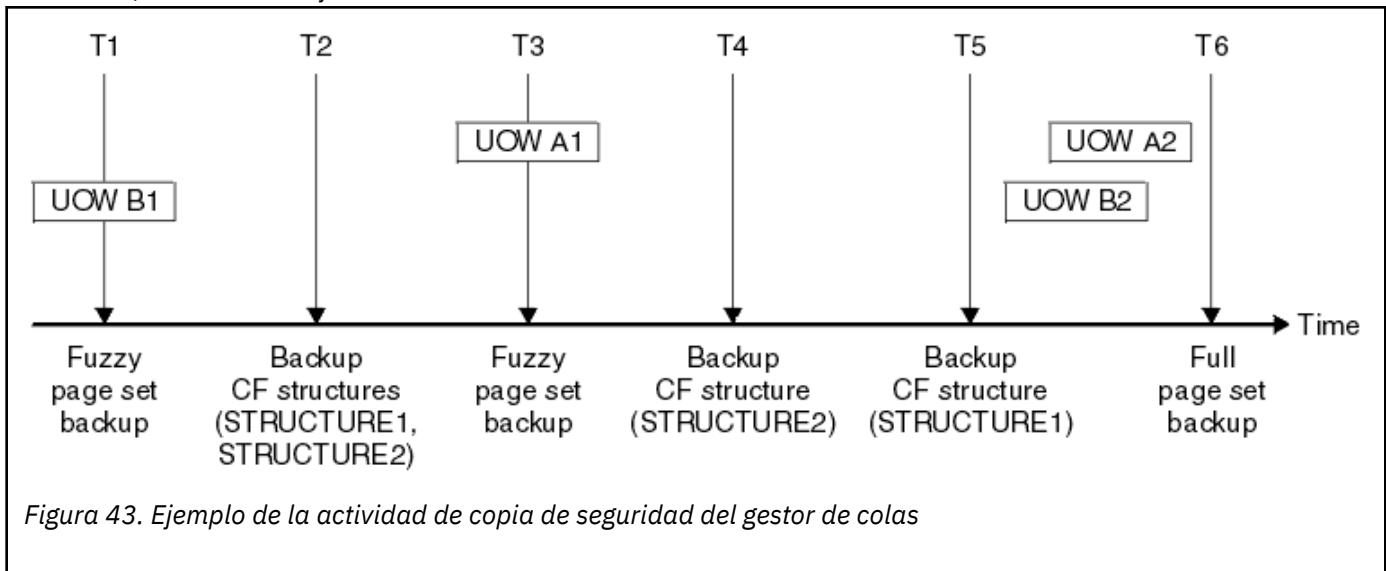 T1 T2 T3 T4 T5 T6
UOW A1 UOW A2
UOW B1 UOW B2
Time
Fuzzy page set backup
Backup CF structures (STRUCTURE1, STRUCTURE2)
Fuzzy page set backup
Backup CF structure (STRUCTURE2)
Backup CF structure (STRUCTURE1)
Full page set backup
Figura 43. Ejemplo de la actividad de copia de seguridad del gestor de colas